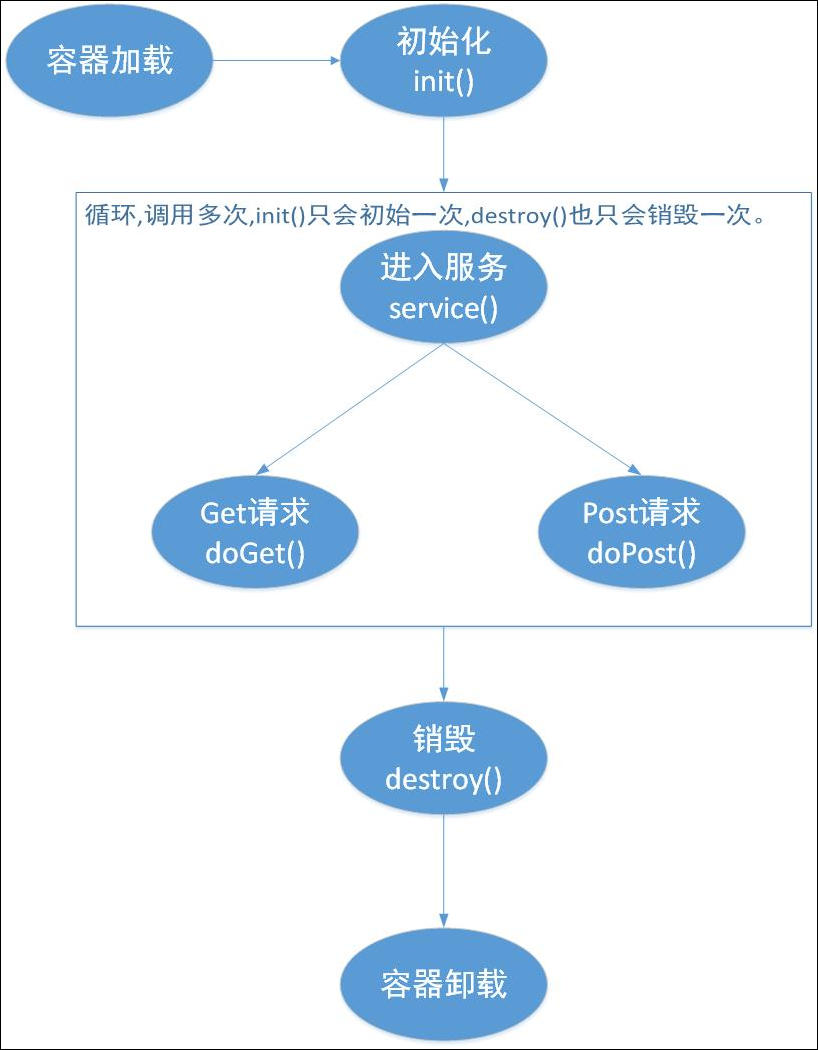 容器加载
初始化
init()
循环,调用多次,init()只会初始一次,destroy()也只会销毁一次。
进入服务
service()
Get请求
doGet()
Post请求
doPost()
销毁
destroy()
容器卸载